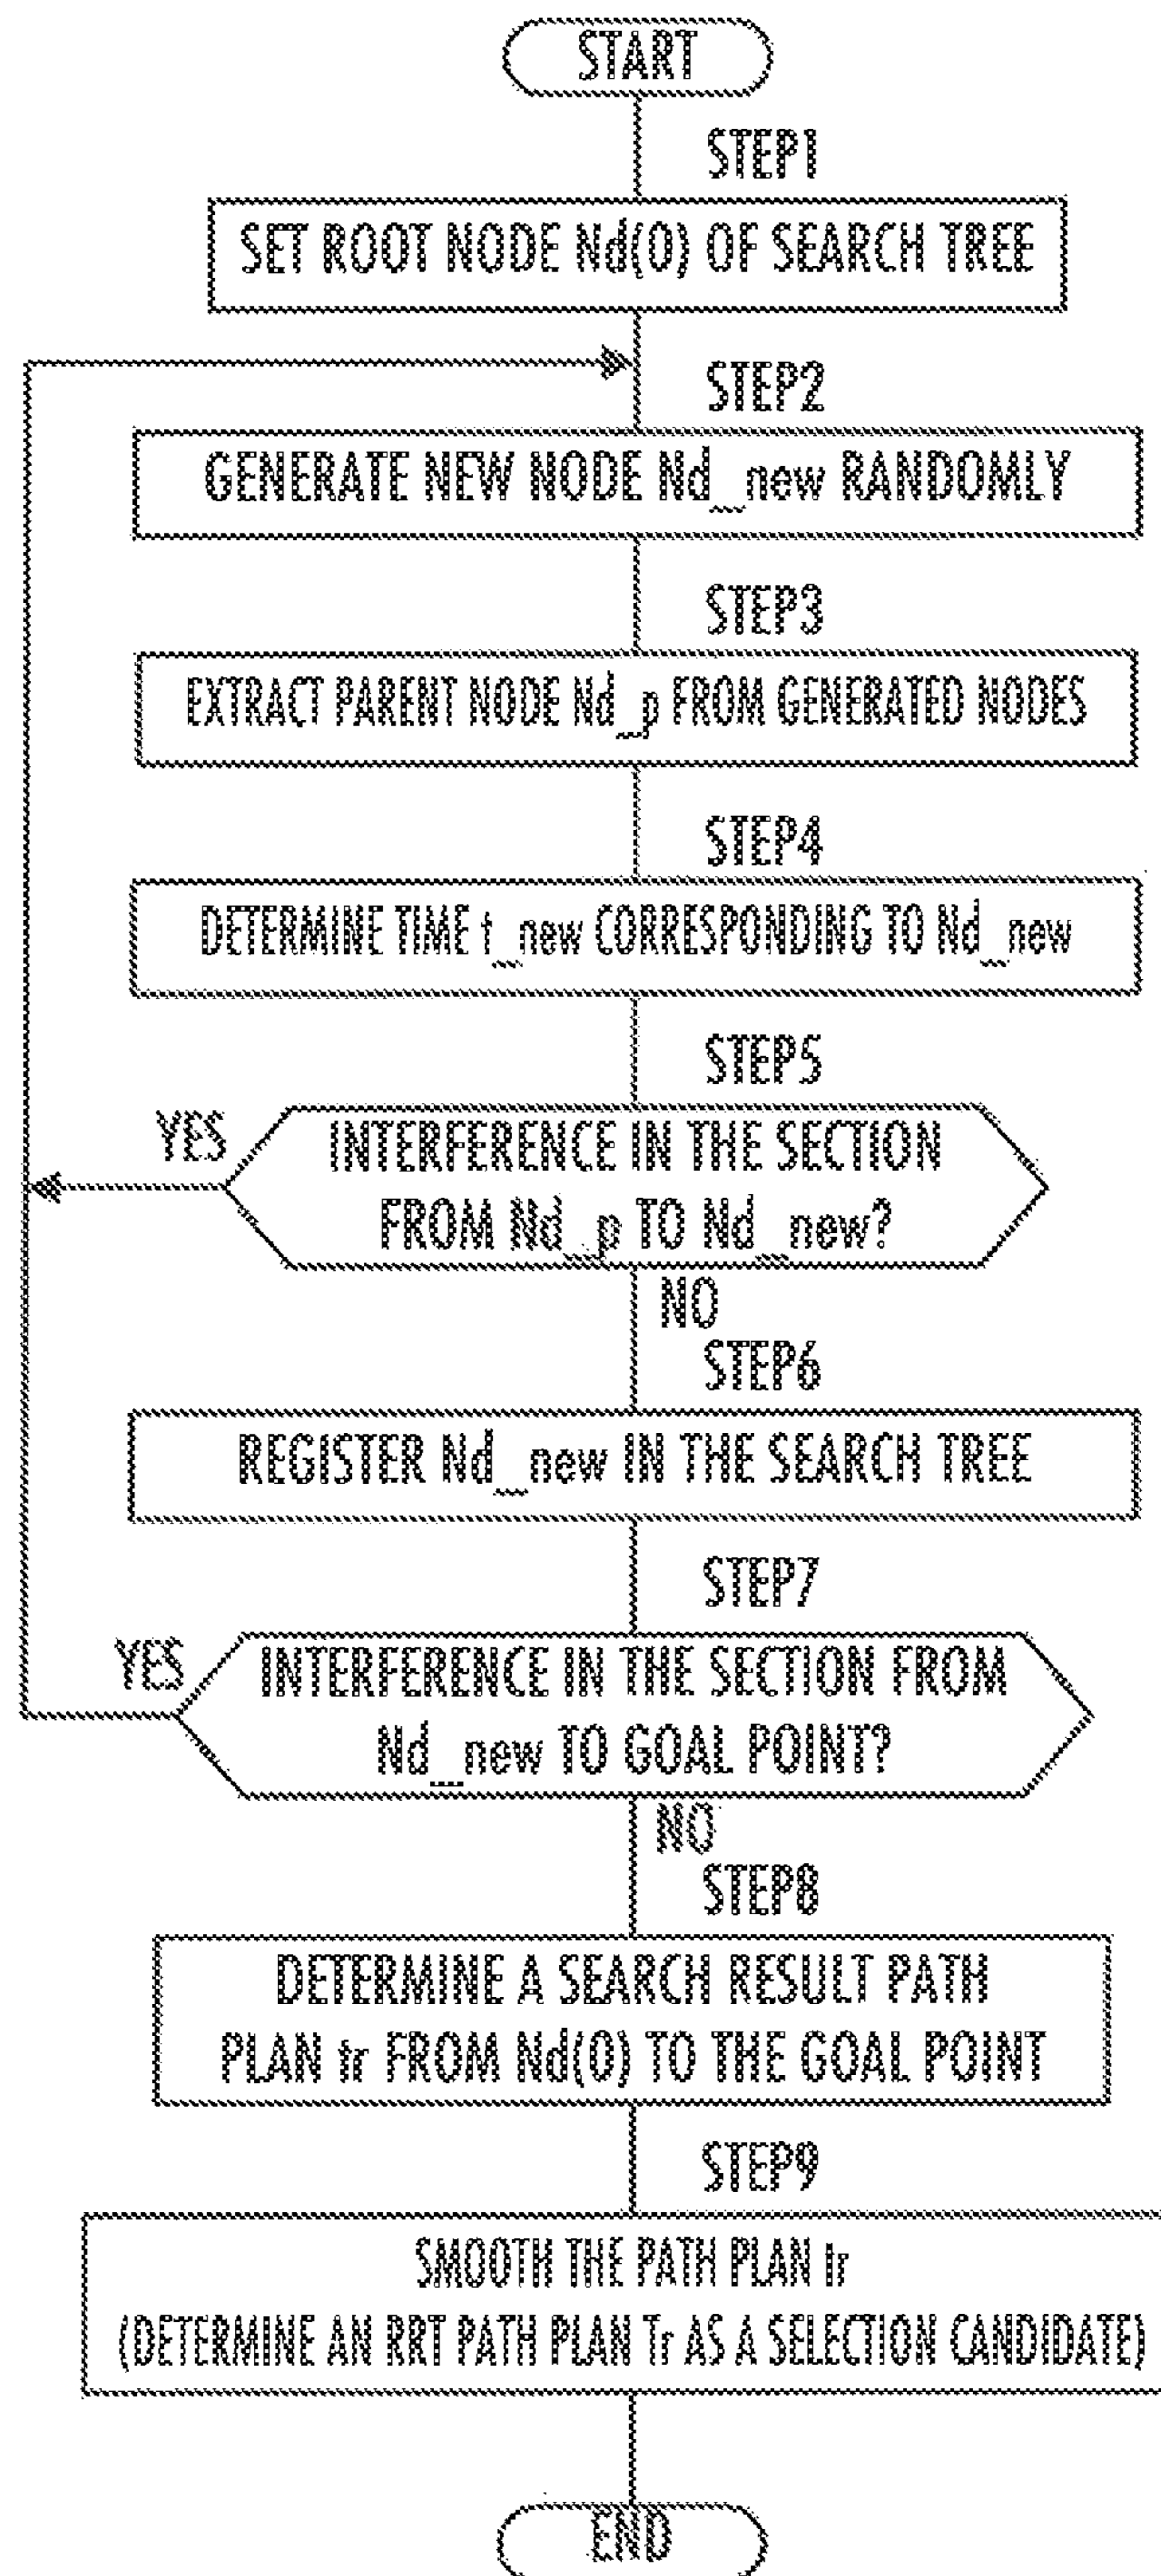 START
STEP1
SET ROOT NODE Nd(0) OF SEARCH TREE
STEP2
GENERATE NEW NODE Nd_new RANDOMLY
STEP3
EXTRACT PARENT NODE Nd_p FROM GENERATED NODES
STEP4
DETERMINE TIME t_new CORRESPONDING TO Nd_new
STEP5
YES
INTERFERENCE IN THE SECTION
FROM Nd_p TO Nd_new?
NO
STEP6
REGISTER Nd_new IN THE SEARCH TREE
STEP7
YES
INTERFERENCE IN THE SECTION FROM
Nd_new TO GOAL POINT?
NO
STEP8
DETERMINE A SEARCH RESULT PATH
PLAN tr FROM Nd(0) TO THE GOAL POINT
STEP9
SMOOTH THE PATH PLAN tr
(DETERMINE AN RRT PATH PLAN Tr AS A SELECTION CANDIDATE)
END